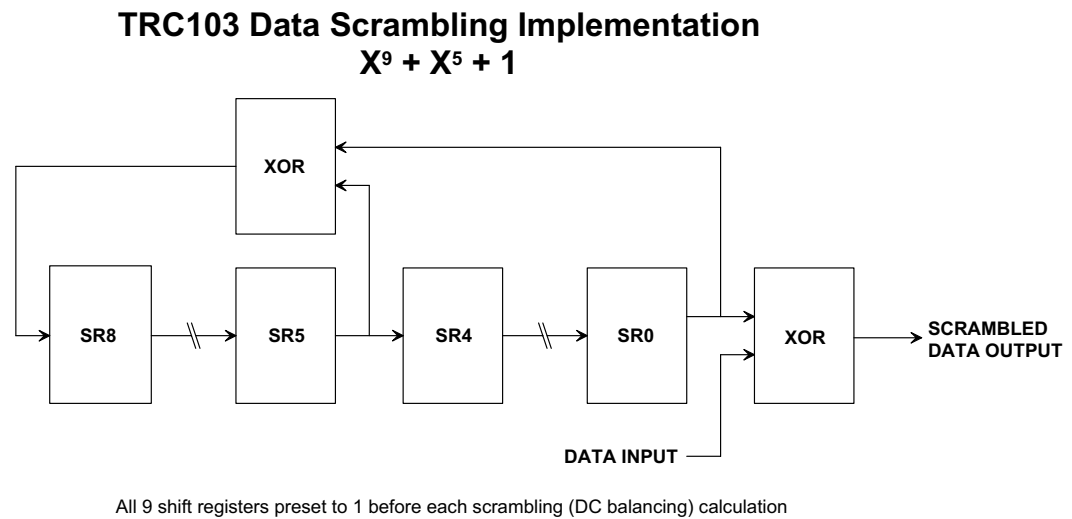 TRC103 Data Scrambling Implementation
X⁹ + X⁵ + 1
XOR
SR8
SR5
SR4
SR0
XOR
SCRAMBLED
DATA OUTPUT
DATA INPUT
All 9 shift registers preset to 1 before each scrambling (DC balancing) calculation